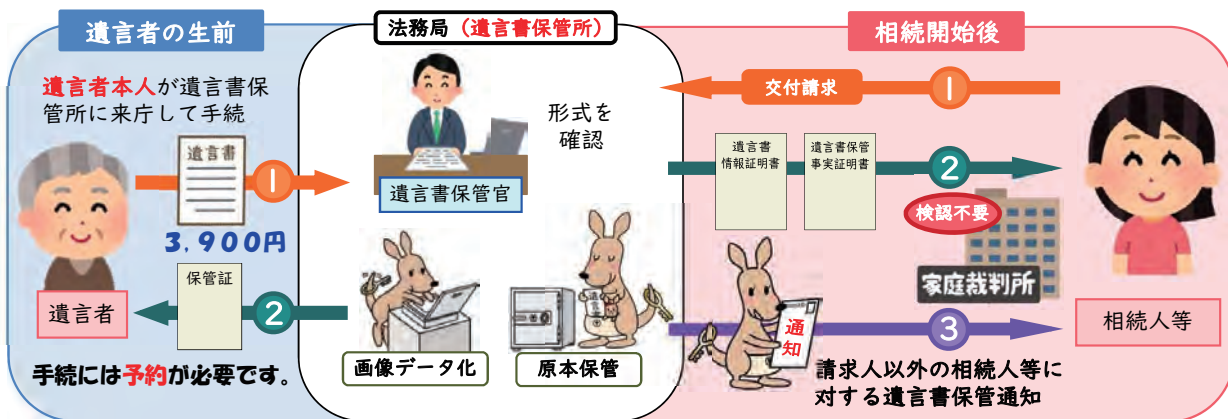 遺言者の生前
遺言者本人が遺言書保
管所に来庁して手続
遺言書
1
3,900円
保管証
2
遺言者
手続には予約が必要です。
法務局（遺言書保管所）
形式を
確認
遺言書保管官
遺言書
画像データ化
原本保管
相続開始後
交付請求
1
遺言書
情報証明書
遺言書保管
事実証明書
2
検認不要
家庭裁判所
通知
3
相続人等
請求人以外の相続人等に
対する遺言書保管通知